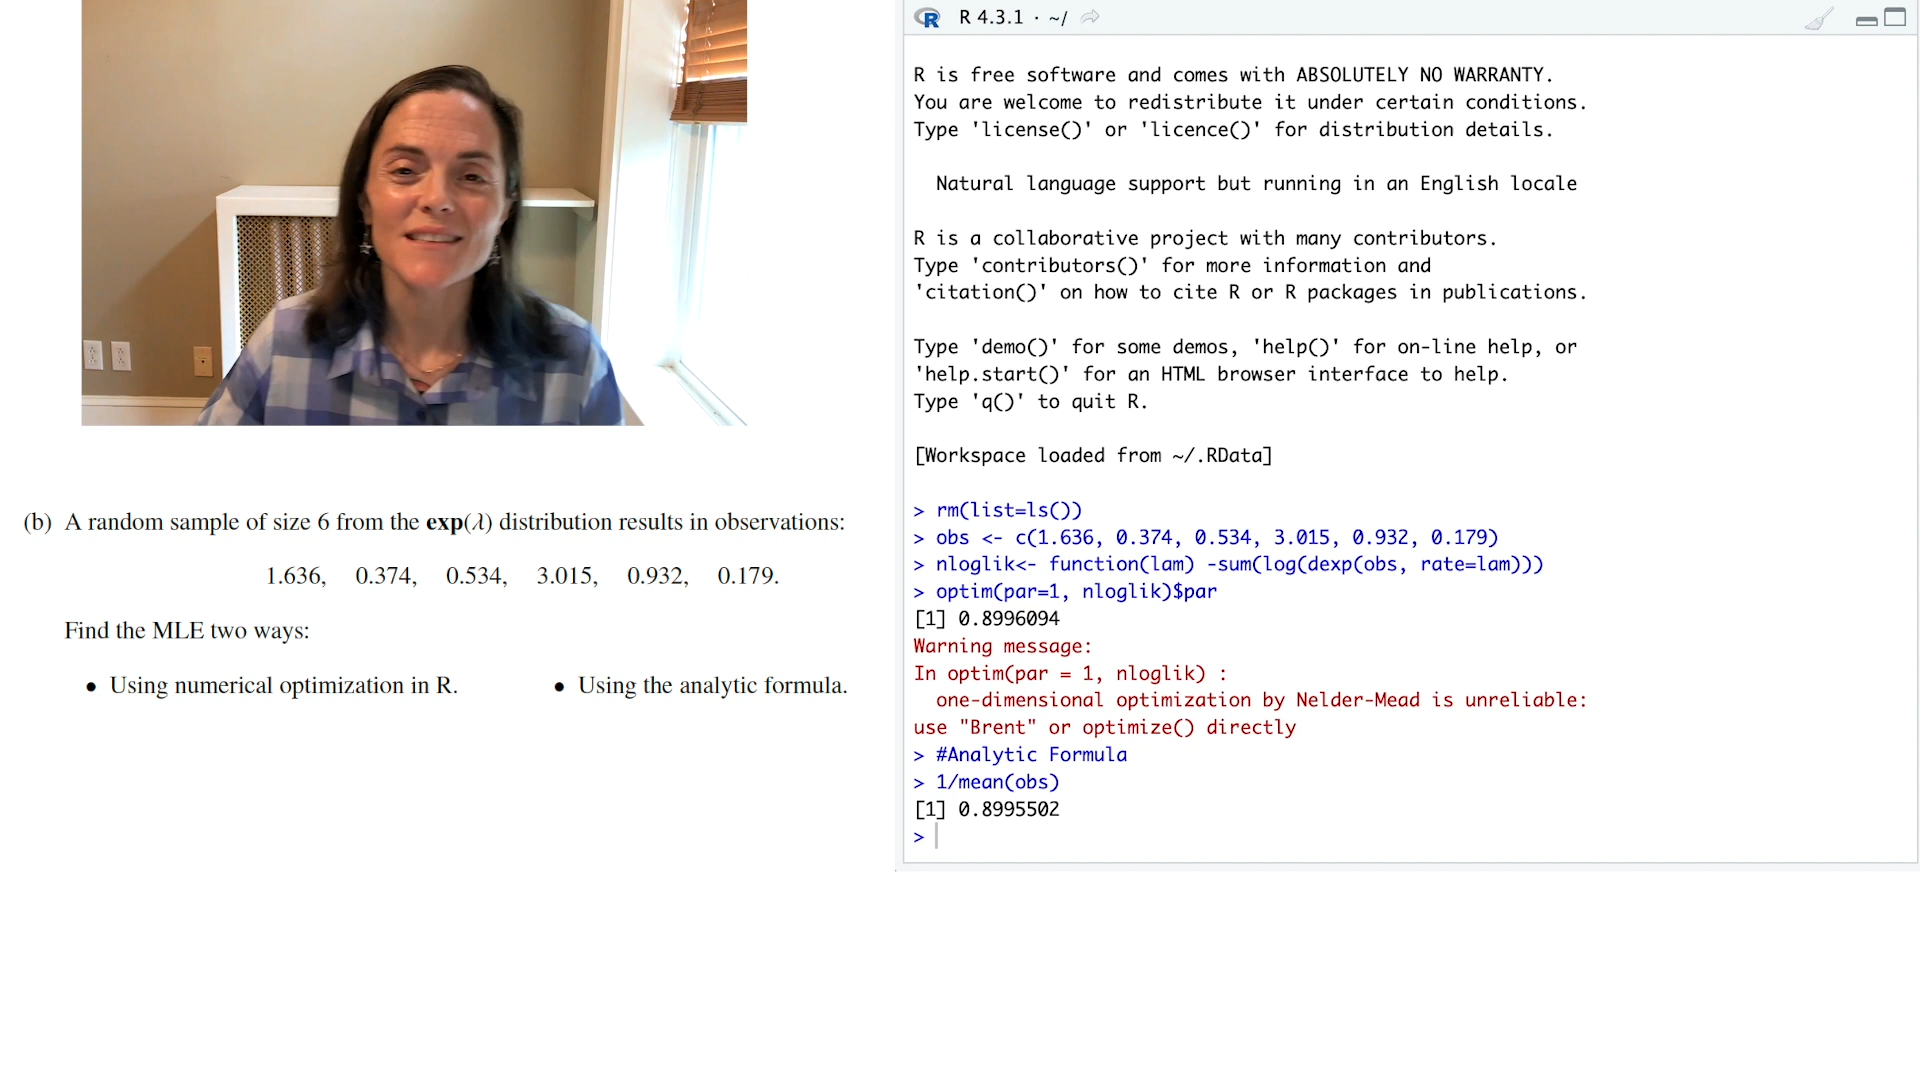 (b) A random sample of size 6 from the exp(λ) distribution results in observations:
1.636, 0.374, 0.534, 3.015, 0.932, 0.179.
Find the MLE two ways:
• Using numerical optimization in R.
• Using the analytic formula.
R 4.3.1 · ~/
R is free software and comes with ABSOLUTELY NO WARRANTY.
You are welcome to redistribute it under certain conditions.
Type 'license()' or 'licence()' for distribution details.
Natural language support but running in an English locale
R is a collaborative project with many contributors.
Type 'contributors()' for more information and
'citation()' on how to cite R or R packages in publications.
Type 'demo()' for some demos, 'help()' for on-line help, or
'help.start()' for an HTML browser interface to help.
Type 'q()' to quit R.
[Workspace loaded from ~/.RData]
> rm(list=ls())
> obs <- c(1.636, 0.374, 0.534, 3.015, 0.932, 0.179)
> nloglik<- function(lam) -sum(log(dexp(obs, rate=lam)))
> optim(par=1, nloglik)$par
[1] 0.8996094
Warning message:
In optim(par = 1, nloglik) :
one-dimensional optimization by Nelder-Mead is unreliable:
use "Brent" or optimize() directly
> #Analytic Formula
> 1/mean(obs)
[1] 0.8995502
>